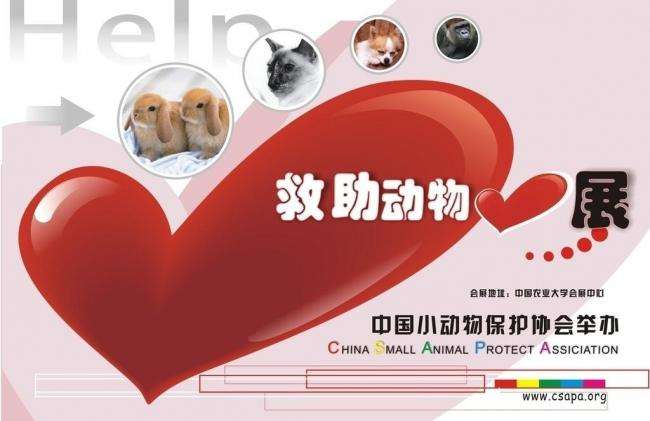 Help
救助动物
展
会展地址：中国农业大学会展中心
中国小动物保护协会举办
CHINA SMALL ANIMAL PROTECT ASSICIATION
www.csapa.org